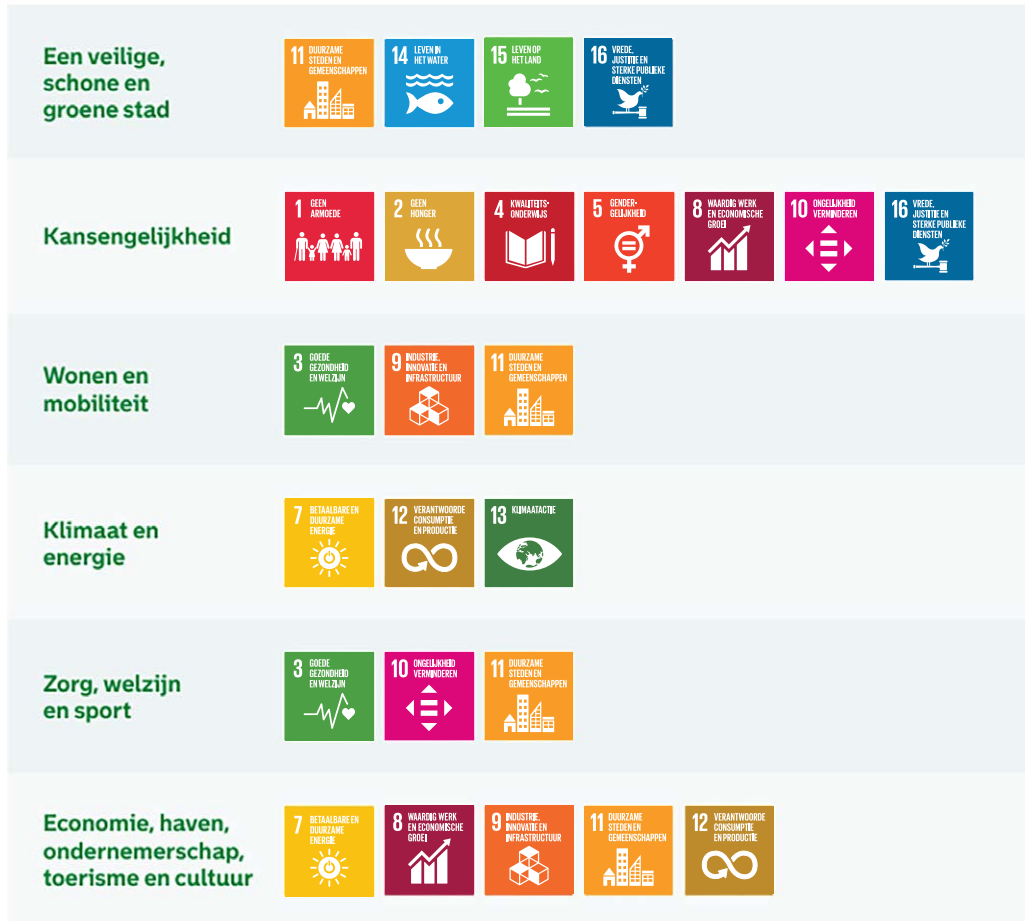 Een veilige,
schone en
groene stad
11 DUURZAME
STEDEN EN
GEMEENSCHAPPEN
14 LEVEN IN
HET WATER
15 LEVEN OP
HET LAND
16 VREDE,
JUSTITIE EN
STERKE PUBLIEKE
DIENSTEN
Kansengelijkheid
1 GEEN
ARMOEDE
2 GEEN
HONGER
4 KWALITEITS-
ONDERWIJS
5 GENDER-
GELIJKHEID
8 WAARDIG WERK
EN ECONOMISCHE
GROEI
10 ONGELIJKHEID
VERMINDEREN
16 VREDE,
JUSTITIE EN
STERKE PUBLIEKE
DIENSTEN
Wonen en
mobiliteit
3 GOEDE
GEZONDHEID
EN WELZIJN
9 INDUSTRIE,
INNOVATIE EN
INFRASTRUCTUUR
11 DUURZAME
STEDEN EN
GEMEENSCHAPPEN
Klimaat en
energie
7 BETAALBARE EN
DUURZAME
ENERGIE
12 VERANTWOORDE
CONSUMPTIE
EN PRODUCTIE
13 KLIMAATACTIE
Zorg, welzijn
en sport
3 GOEDE
GEZONDHEID
EN WELZIJN
10 ONGELIJKHEID
VERMINDEREN
11 DUURZAME
STEDEN EN
GEMEENSCHAPPEN
Economie, haven,
ondernemerschap,
toerisme en cultuur
7 BETAALBARE EN
DUURZAME
ENERGIE
8 WAARDIG WERK
EN ECONOMISCHE
GROEI
9 INDUSTRIE,
INNOVATIE EN
INFRASTRUCTUUR
11 DUURZAME
STEDEN EN
GEMEENSCHAPPEN
12 VERANTWOORDE
CONSUMPTIE
EN PRODUCTIE